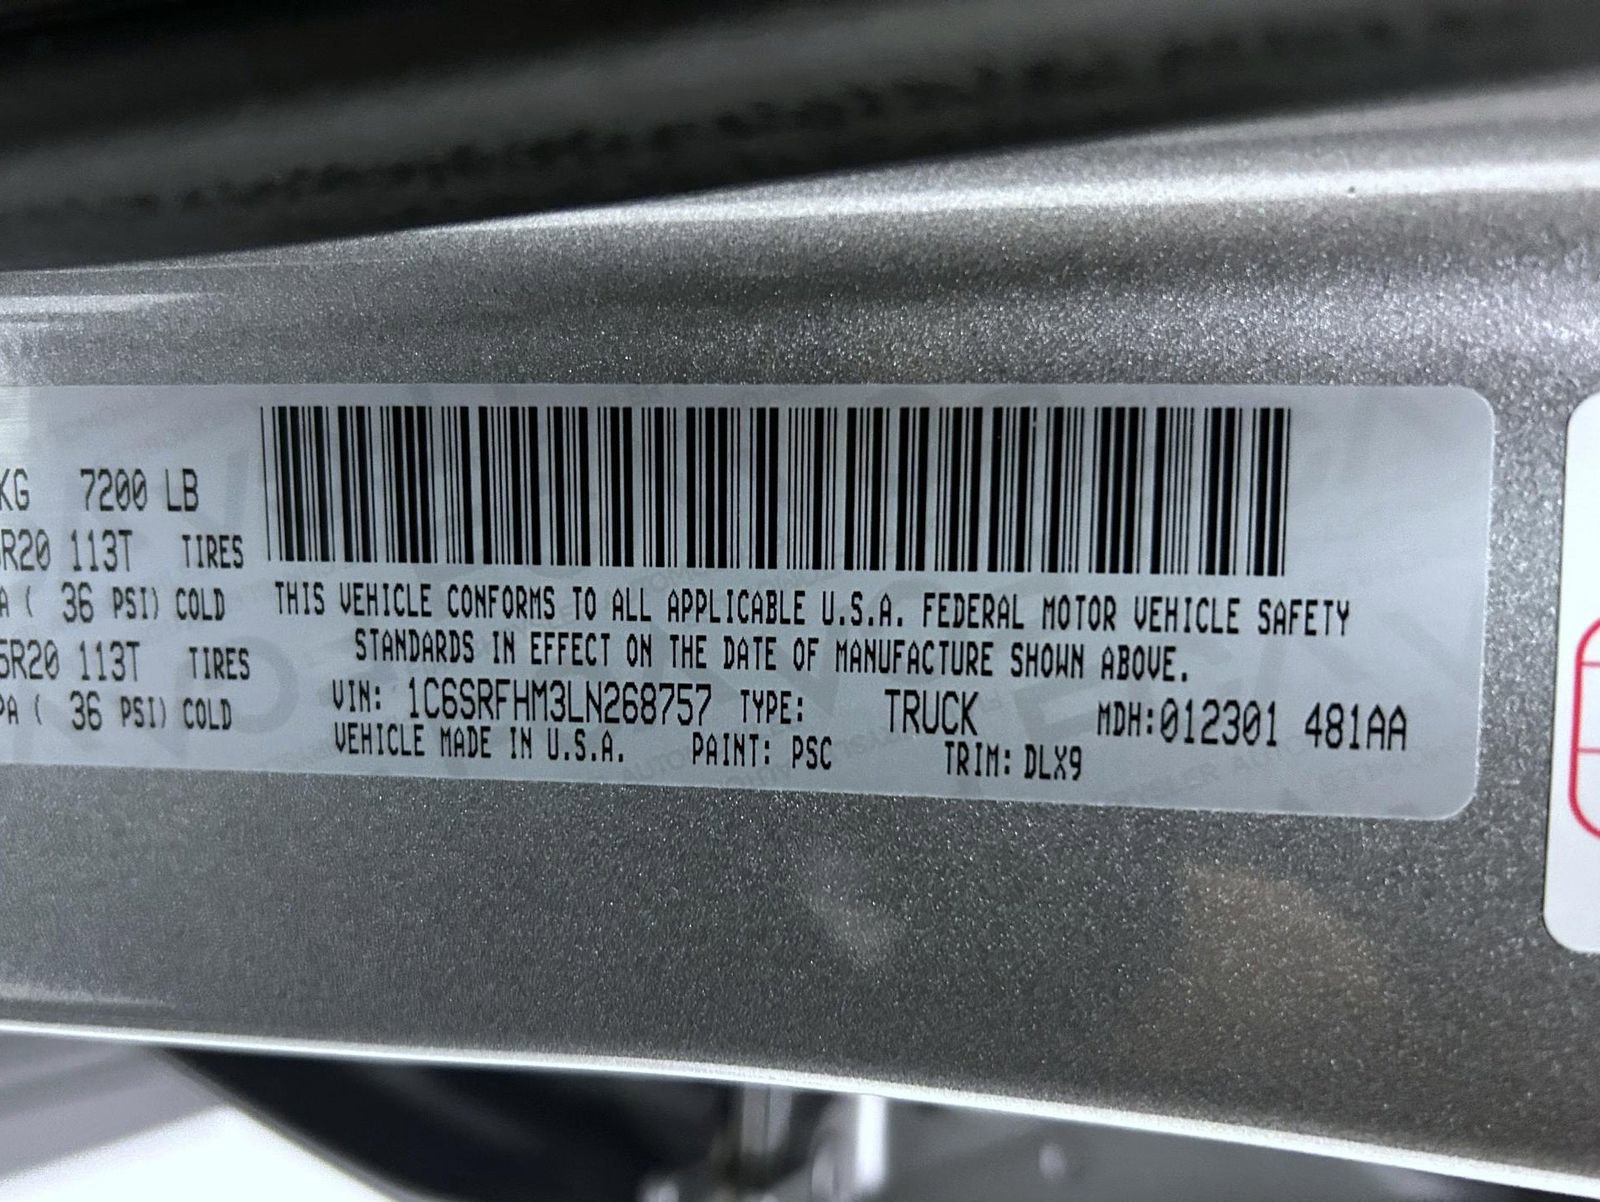 KG 7200 LB
R20 113T TIRES
A ( 36 PSI) COLD
5R20 113T TIRES
PA ( 36 PSI) COLD
THIS VEHICLE CONFORMS TO ALL APPLICABLE U.S.A. FEDERAL MOTOR VEHICLE SAFETY
STANDARDS IN EFFECT ON THE DATE OF MANUFACTURE SHOWN ABOVE.
VIN: 1C6SRFHM3LN268757 TYPE: TRUCK MDH:012301 481AA
VEHICLE MADE IN U.S.A. PAINT: PSC TRIM: DLX9